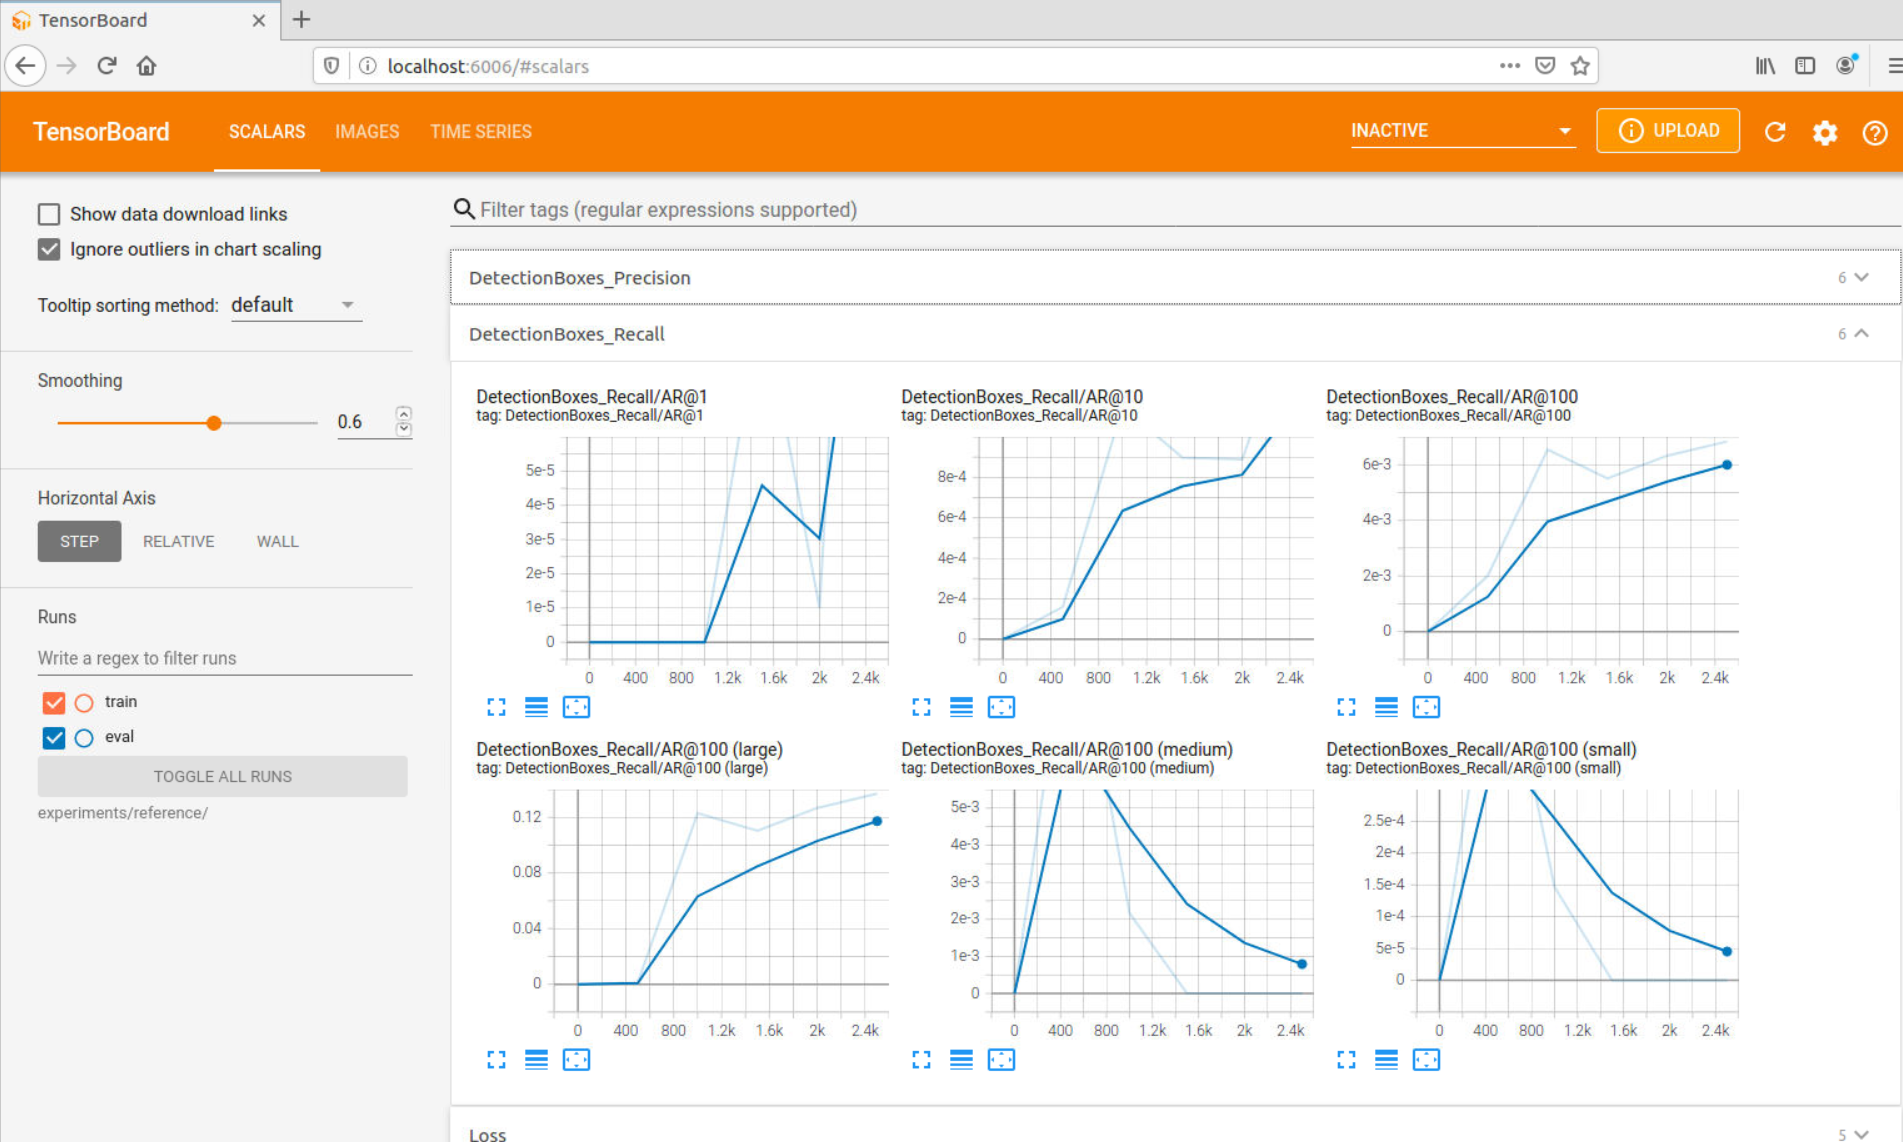 TensorBoard
localhost:6006/#scalars
TensorBoard SCALARS IMAGES TIME SERIES INACTIVE UPLOAD
Show data download links
Ignore outliers in chart scaling
Tooltip sorting method: default
Smoothing
0.6
Horizontal Axis
STEP RELATIVE WALL
Runs
Write a regex to filter runs
train
eval
TOGGLE ALL RUNS
experiments/reference/
Filter tags (regular expressions supported)
DetectionBoxes_Precision 6
DetectionBoxes_Recall 6
DetectionBoxes_Recall/AR@1
tag: DetectionBoxes_Recall/AR@1
5e-5
4e-5
3e-5
2e-5
1e-5
0
0 400 800 1.2k 1.6k 2k 2.4k
DetectionBoxes_Recall/AR@10
tag: DetectionBoxes_Recall/AR@10
8e-4
6e-4
4e-4
2e-4
0
0 400 800 1.2k 1.6k 2k 2.4k
DetectionBoxes_Recall/AR@100
tag: DetectionBoxes_Recall/AR@100
6e-3
4e-3
2e-3
0
0 400 800 1.2k 1.6k 2k 2.4k
DetectionBoxes_Recall/AR@100 (large)
tag: DetectionBoxes_Recall/AR@100 (large)
0.12
0.08
0.04
0
0 400 800 1.2k 1.6k 2k 2.4k
DetectionBoxes_Recall/AR@100 (medium)
tag: DetectionBoxes_Recall/AR@100 (medium)
5e-3
4e-3
3e-3
2e-3
1e-3
0
0 400 800 1.2k 1.6k 2k 2.4k
DetectionBoxes_Recall/AR@100 (small)
tag: DetectionBoxes_Recall/AR@100 (small)
2.5e-4
2e-4
1.5e-4
1e-4
5e-5
0
0 400 800 1.2k 1.6k 2k 2.4k
Loss 5